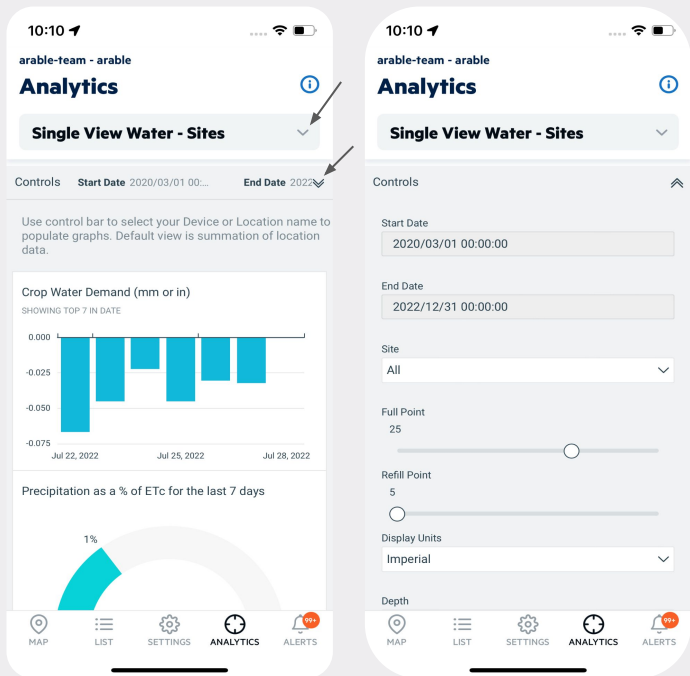 10:10
arable-team - arable
Analytics
Single View Water - Sites
Controls Start Date 2020/03/01 00:... End Date 2022
Use control bar to select your Device or Location name to
populate graphs. Default view is summation of location
data.
Crop Water Demand (mm or in)
SHOWING TOP 7 IN DATE
0.000
-0.025
-0.050
-0.075
Jul 22, 2022 Jul 25, 2022 Jul 28, 2022
Precipitation as a % of ETc for the last 7 days
1%
99+
MAP LIST SETTINGS ANALYTICS ALERTS
10:10
arable-team - arable
Analytics
Single View Water - Sites
Controls
Start Date
2020/03/01 00:00:00
End Date
2022/12/31 00:00:00
Site
All
Full Point
25
Refill Point
5
Display Units
Imperial
Depth
99+
MAP LIST SETTINGS ANALYTICS ALERTS